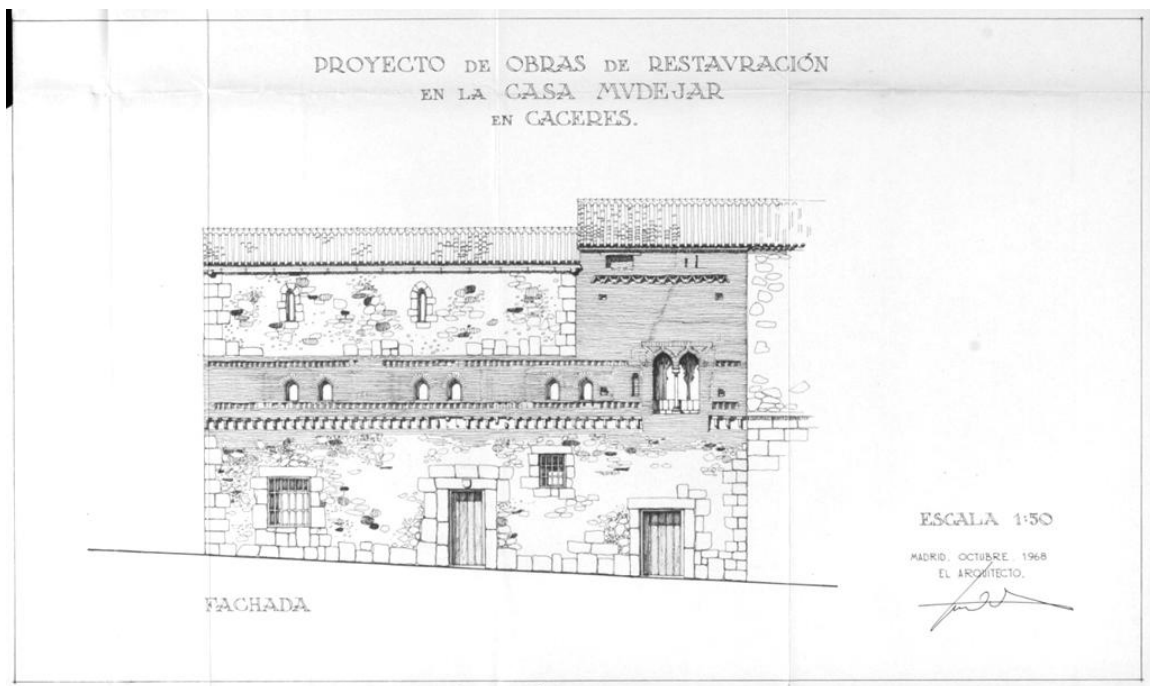 PROYECTO DE OBRAS DE RESTAVRACIÓN
EN LA CASA MVDEJAR
EN CACERES.
FACHADA
ESCALA 1:50
MADRID. OCTUBRE. 1968
EL ARQUITECTO.